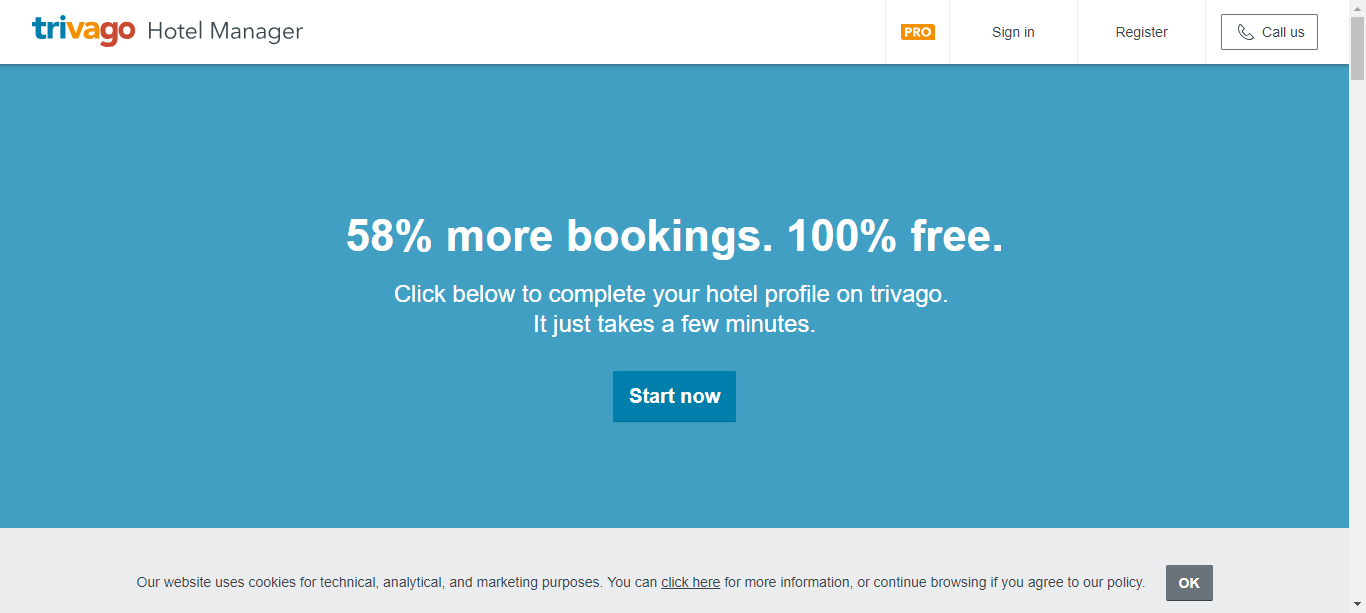 trivago Hotel Manager
PRO
Sign in
Register
Call us
58% more bookings. 100% free.
Click below to complete your hotel profile on trivago.
It just takes a few minutes.
Start now
Our website uses cookies for technical, analytical, and marketing purposes. You can click here for more information, or continue browsing if you agree to our policy.
OK